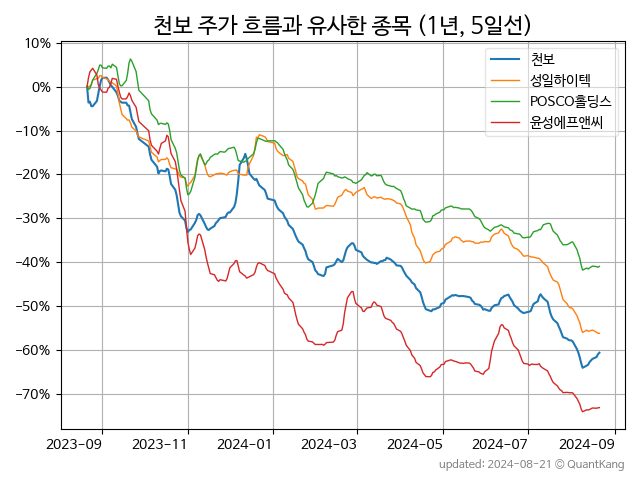 천보 주가 흐름과 유사한 종목 (1년, 5일선)
천보
성일하이텍
POSCO홀딩스
윤성에프앤씨
10%
0%
−10%
−20%
−30%
−40%
−50%
−60%
−70%
2023-09 2023-11 2024-01 2024-03 2024-05 2024-07 2024-09
updated: 2024-08-21 © QuantKang